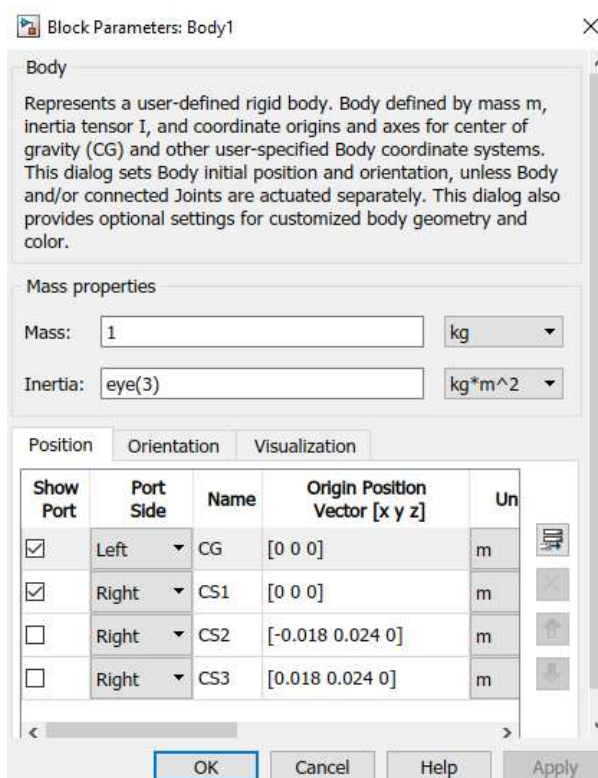 Block Parameters: Body1
Body
Represents a user-defined rigid body. Body defined by mass m,
inertia tensor I, and coordinate origins and axes for center of
gravity (CG) and other user-specified Body coordinate systems.
This dialog sets Body initial position and orientation, unless Body
and/or connected Joints are actuated separately. This dialog also
provides optional settings for customized body geometry and
color.
Mass properties
Mass: 1 kg
Inertia: eye(3) kg*m^2
Position Orientation Visualization
Show Port Port Side Name Origin Position Vector [x y z] Un
Left CG [0 0 0] m
Right CS1 [0 0 0] m
Right CS2 [-0.018 0.024 0] m
Right CS3 [0.018 0.024 0] m
OK Cancel Help Apply